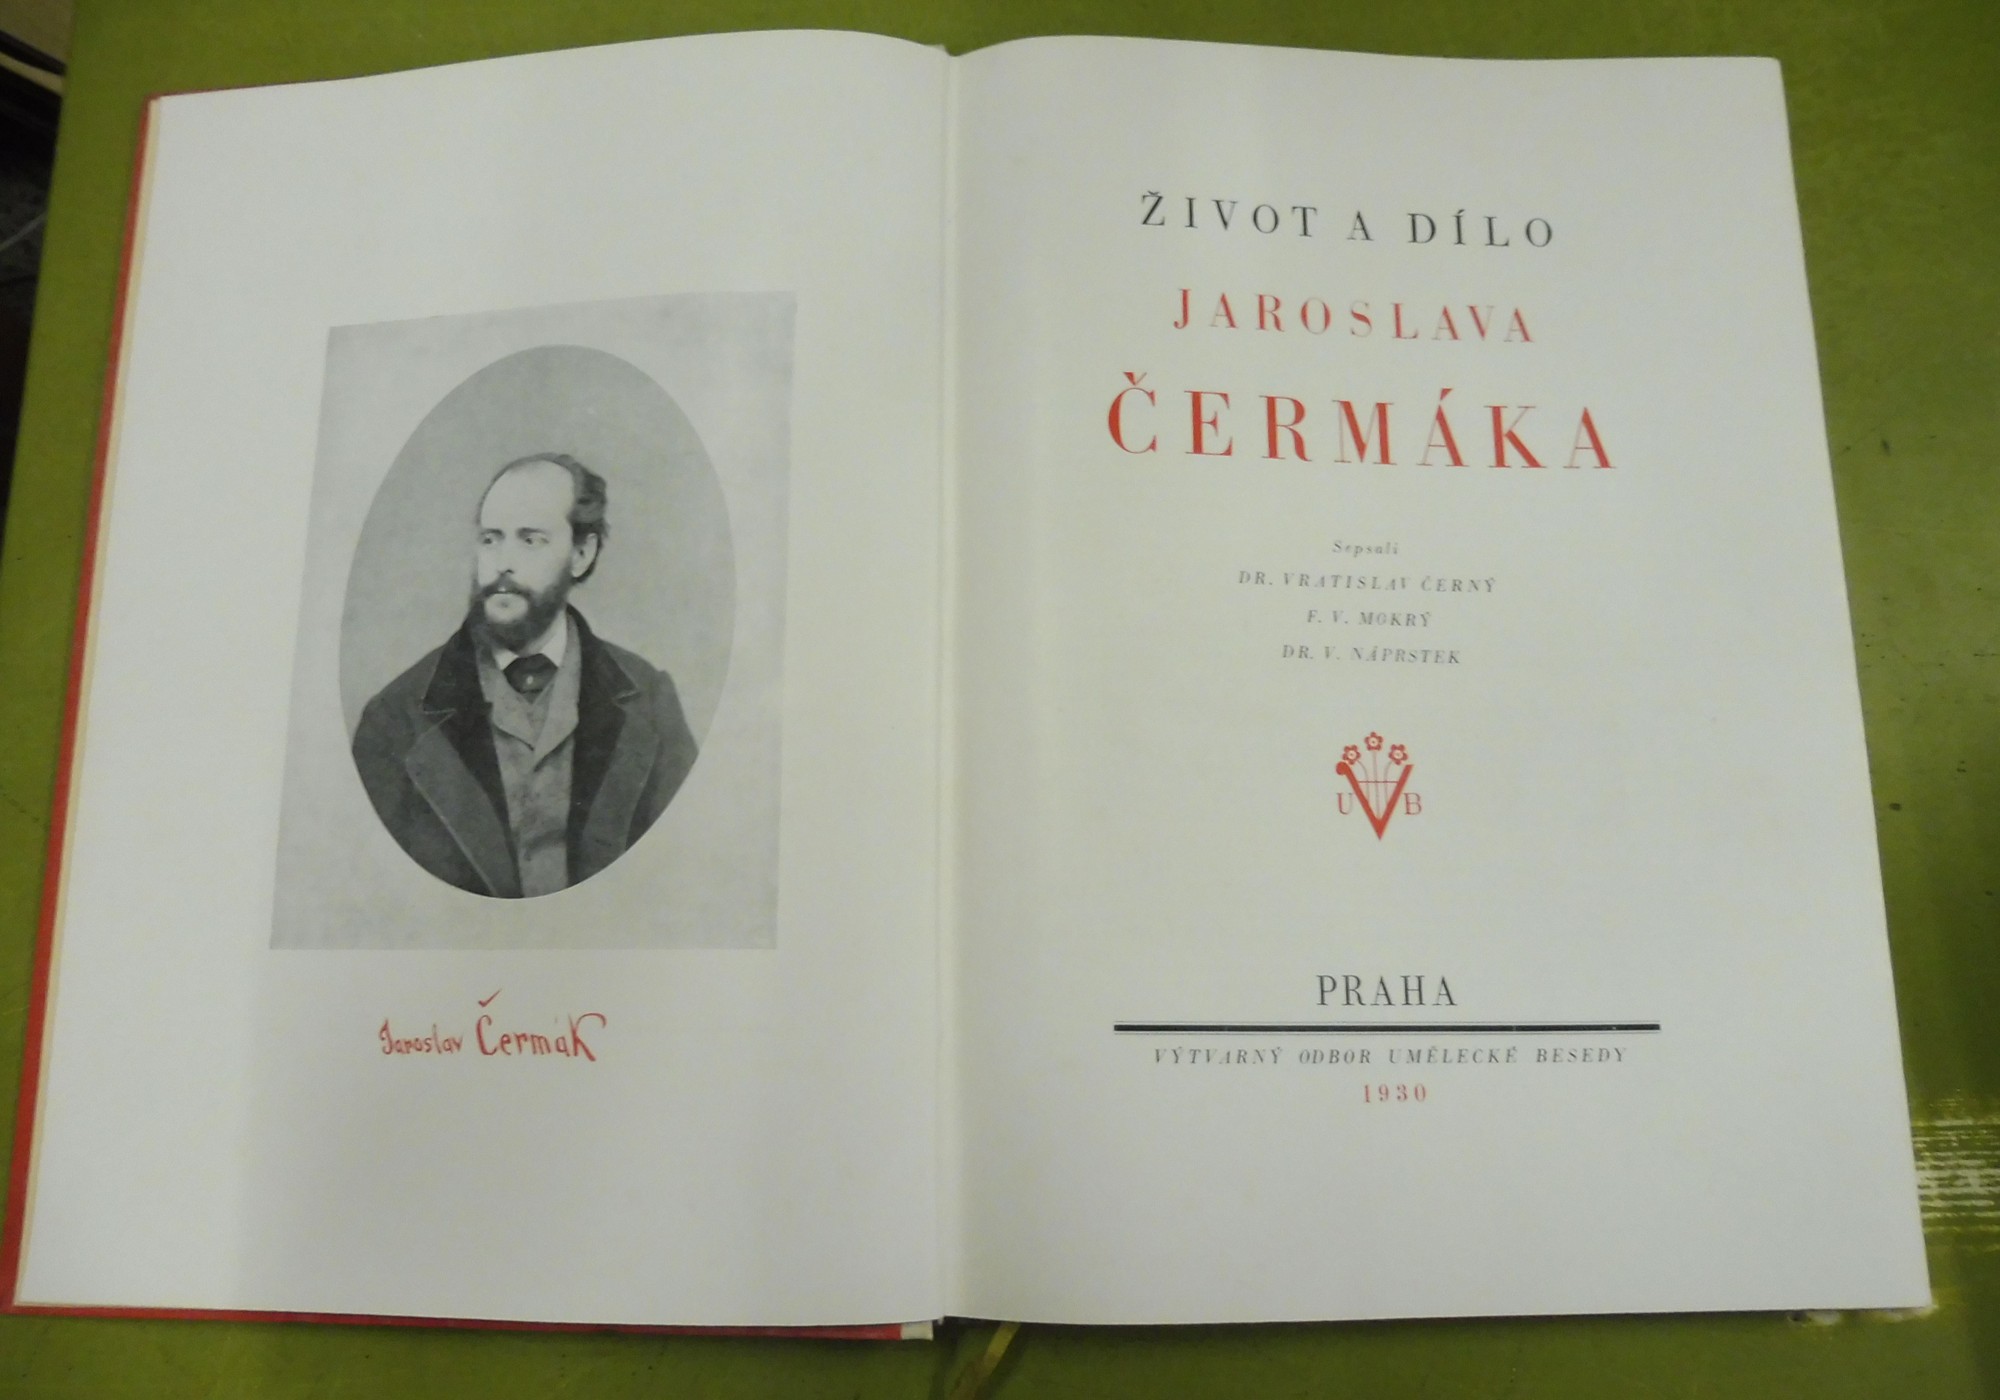 Jaroslav Čermák
ŽIVOT A DÍLO
JAROSLAVA
ČERMÁKA
Sepsali
DR. VRATISLAV ČERNÝ
F. V. MOKRÝ
DR. V. NÁPRSTEK
U V B
PRAHA
VÝTVARNÝ ODBOR UMĚLECKÉ BESEDY
1930